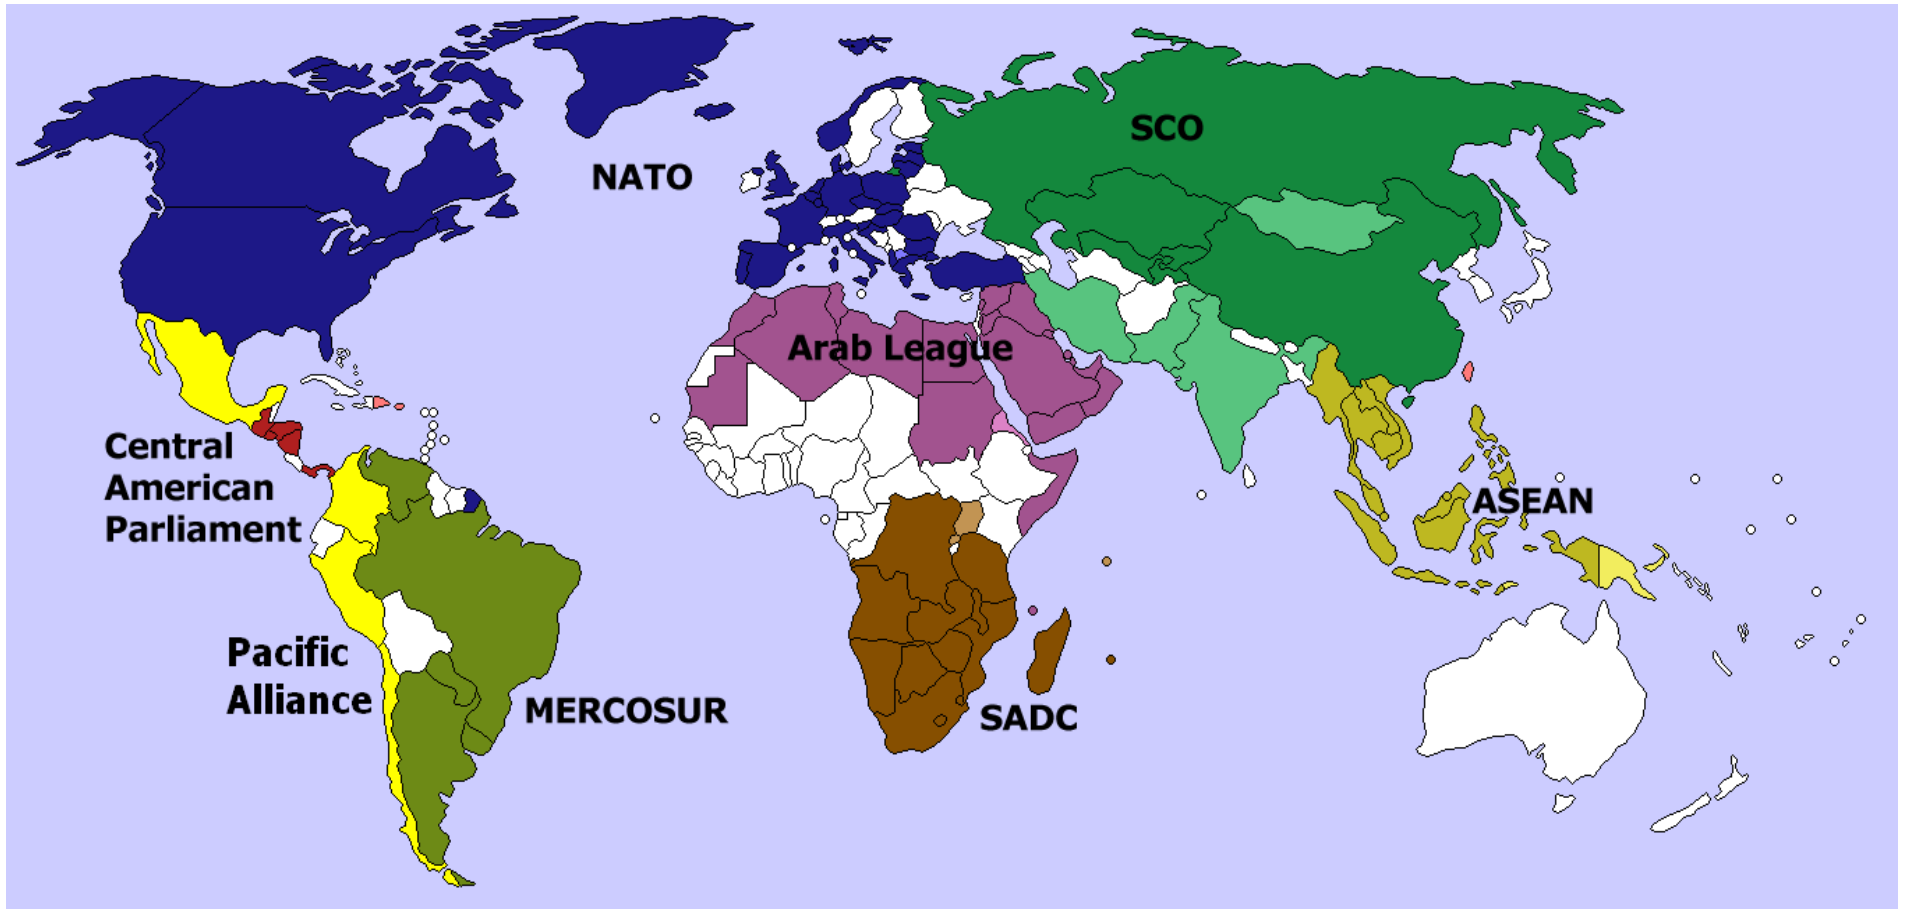 SCO
NATO
Arab League
Central
American
Parliament
ASEAN
Pacific
Alliance
MERCOSUR
SADC